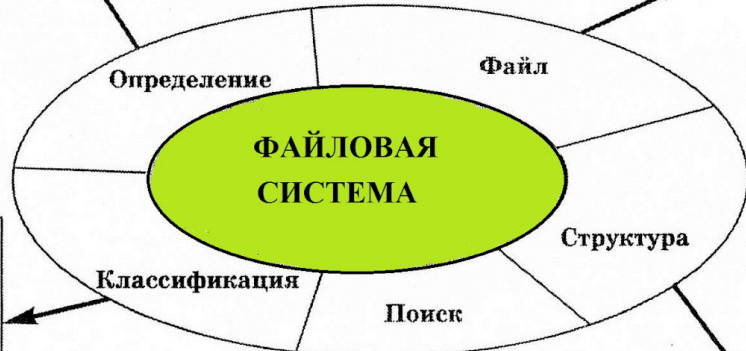 Определение
Файл
ФАЙЛОВАЯ
СИСТЕМА
Структура
Классификация
Поиск